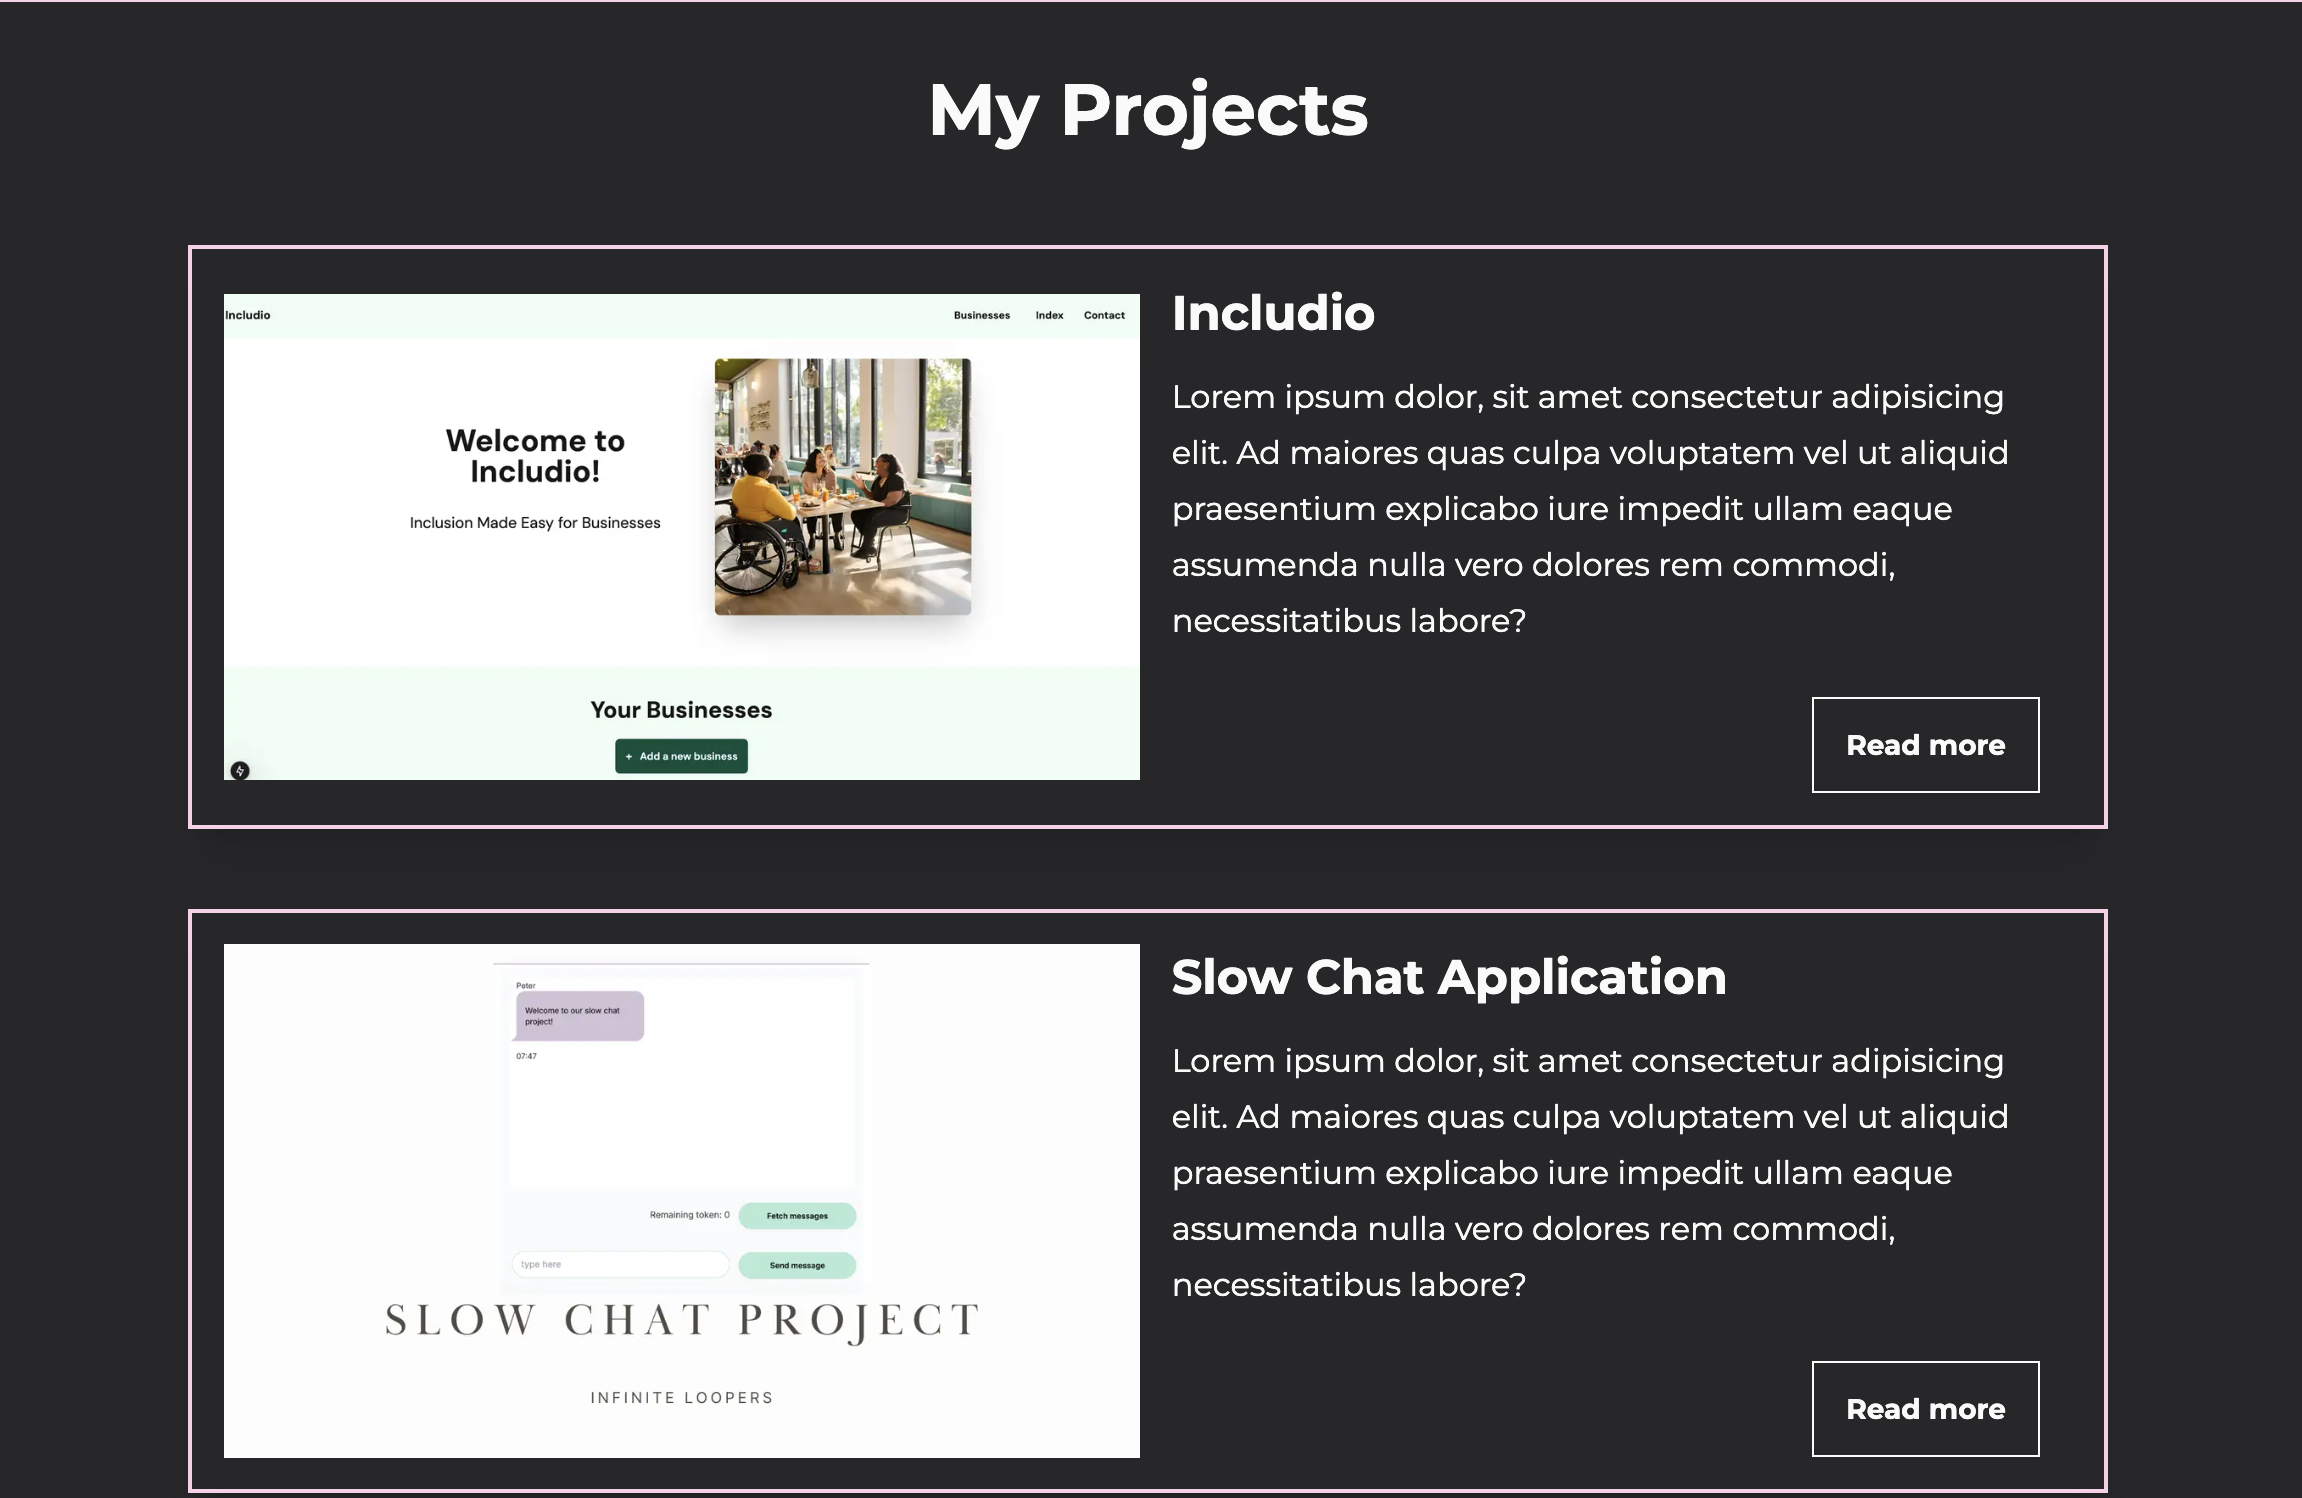 My Projects
Includio
Businesses Index Contact
Welcome to
Includio!
Inclusion Made Easy for Businesses
Your Businesses
+ Add a new business
Includio
Lorem ipsum dolor, sit amet consectetur adipisicing
elit. Ad maiores quas culpa voluptatem vel ut aliquid
praesentium explicabo iure impedit ullam eaque
assumenda nulla vero dolores rem commodi,
necessitatibus labore?
Read more
Peter
Welcome to our slow chat
project!
07:47
Remaining token: 0
Fetch messages
type here
Send message
SLOW CHAT PROJECT
INFINITE LOOPERS
Slow Chat Application
Lorem ipsum dolor, sit amet consectetur adipisicing
elit. Ad maiores quas culpa voluptatem vel ut aliquid
praesentium explicabo iure impedit ullam eaque
assumenda nulla vero dolores rem commodi,
necessitatibus labore?
Read more